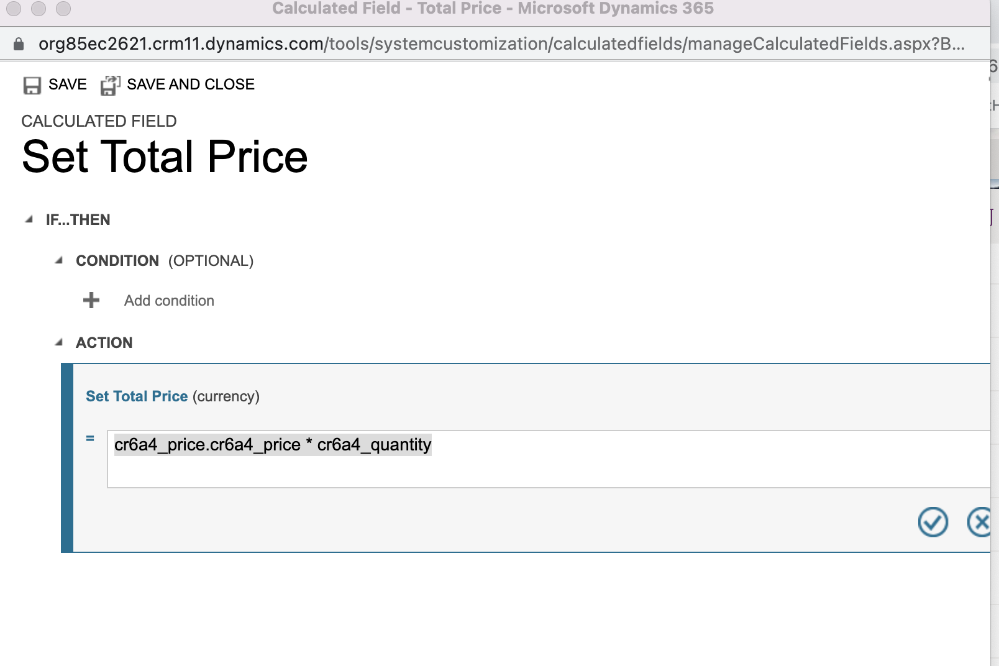 Calculated Field - Total Price - Microsoft Dynamics 365
org85ec2621.crm11.dynamics.com/tools/systemcustomization/calculatedfields/manageCalculatedFields.aspx?B...
SAVE SAVE AND CLOSE
CALCULATED FIELD
Set Total Price
IF...THEN
CONDITION (OPTIONAL)
Add condition
ACTION
Set Total Price (currency)
= cr6a4_price.cr6a4_price * cr6a4_quantity